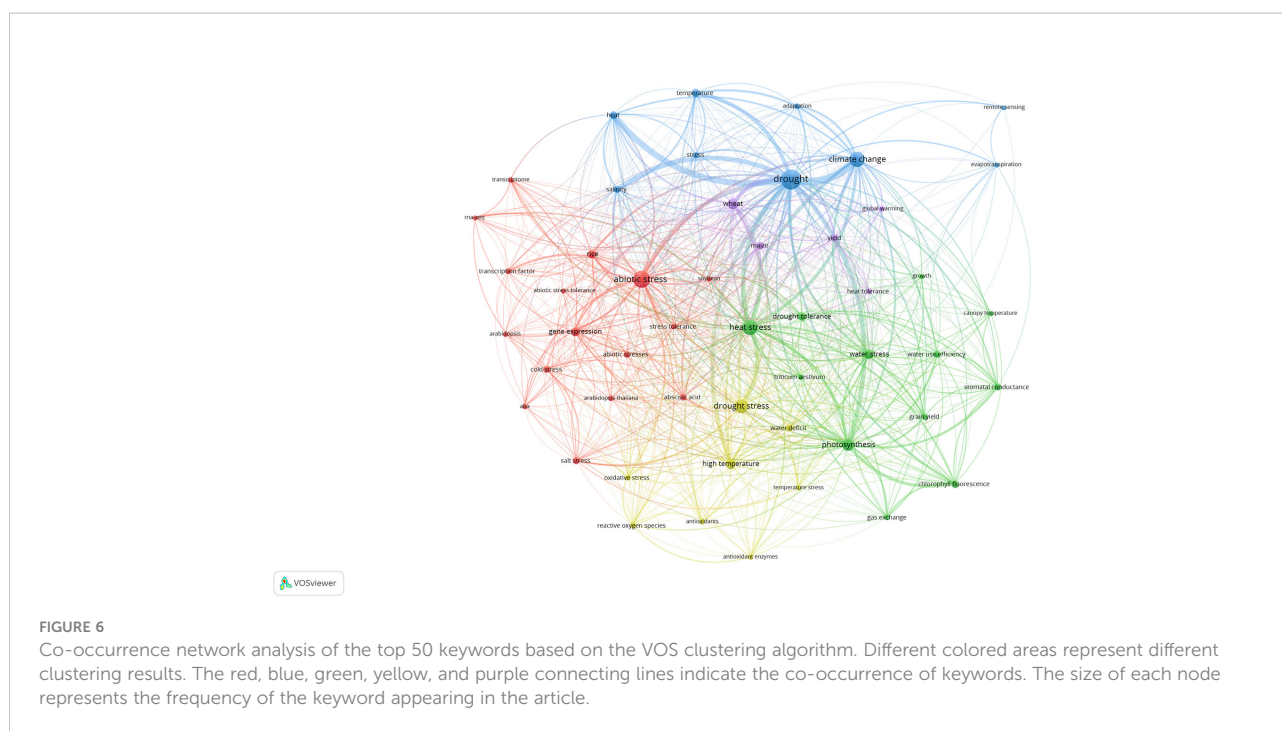 temperature
adaptation
remote sensing
heat
stress
climate change
evapotranspiration
drought
transcriptome
salinity
wheat
global warming
rnaseq
maize
yield
rice
transcription factor
abiotic stress
soybean
growth
abiotic stress tolerance
heat tolerance
canopy temperature
drought tolerance
arabidopsis
gene expression
stress tolerance
heat stress
abiotic stresses
water stress
water use efficiency
cold stress
triticum aestivum
stomatal conductance
arabidopsis thaliana
abscisic acid
aba
drought stress
grain yield
water deficit
photosynthesis
salt stress
high temperature
oxidative stress
temperature stress
chlorophyll fluorescence
reactive oxygen species
antioxidants
gas exchange
antioxidant enzymes
VOSviewer
FIGURE 6
Co-occurrence network analysis of the top 50 keywords based on the VOS clustering algorithm. Different colored areas represent different
clustering results. The red, blue, green, yellow, and purple connecting lines indicate the co-occurrence of keywords. The size of each node
represents the frequency of the keyword appearing in the article.